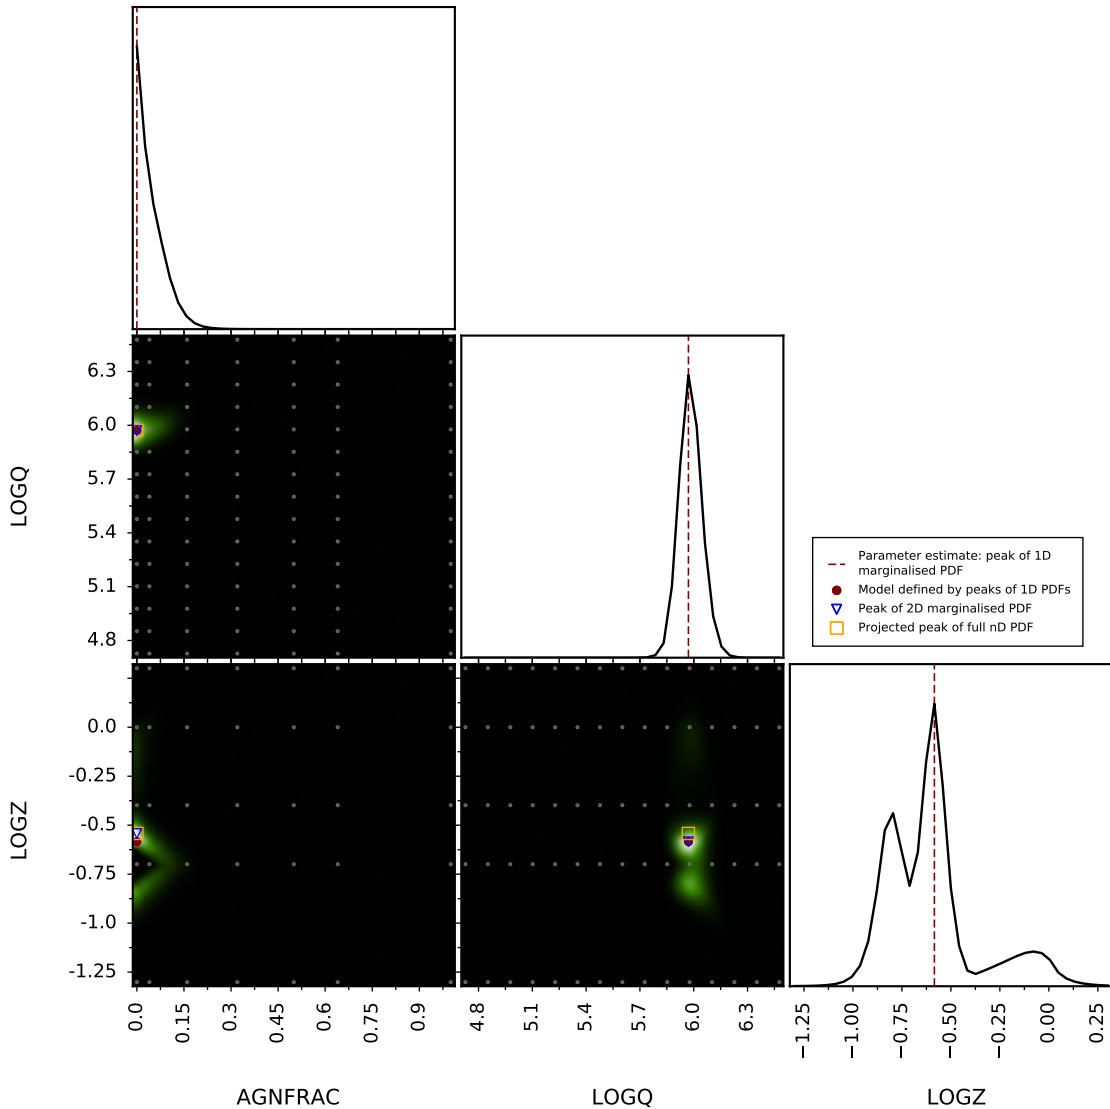 6.3
6.0
5.7
5.4
5.1
4.8
LOGQ
Parameter estimate: peak of 1D
marginalised PDF
Model defined by peaks of 1D PDFs
Peak of 2D marginalised PDF
Projected peak of full nD PDF
0.0
-0.25
-0.5
-0.75
-1.0
-1.25
LOGZ
0.0 0.15 0.3 0.45 0.6 0.75 0.9
4.8 5.1 5.4 5.7 6.0 6.3
−1.25 −1.00 −0.75 −0.50 −0.25 0.00 0.25
AGNFRAC LOGQ LOGZ